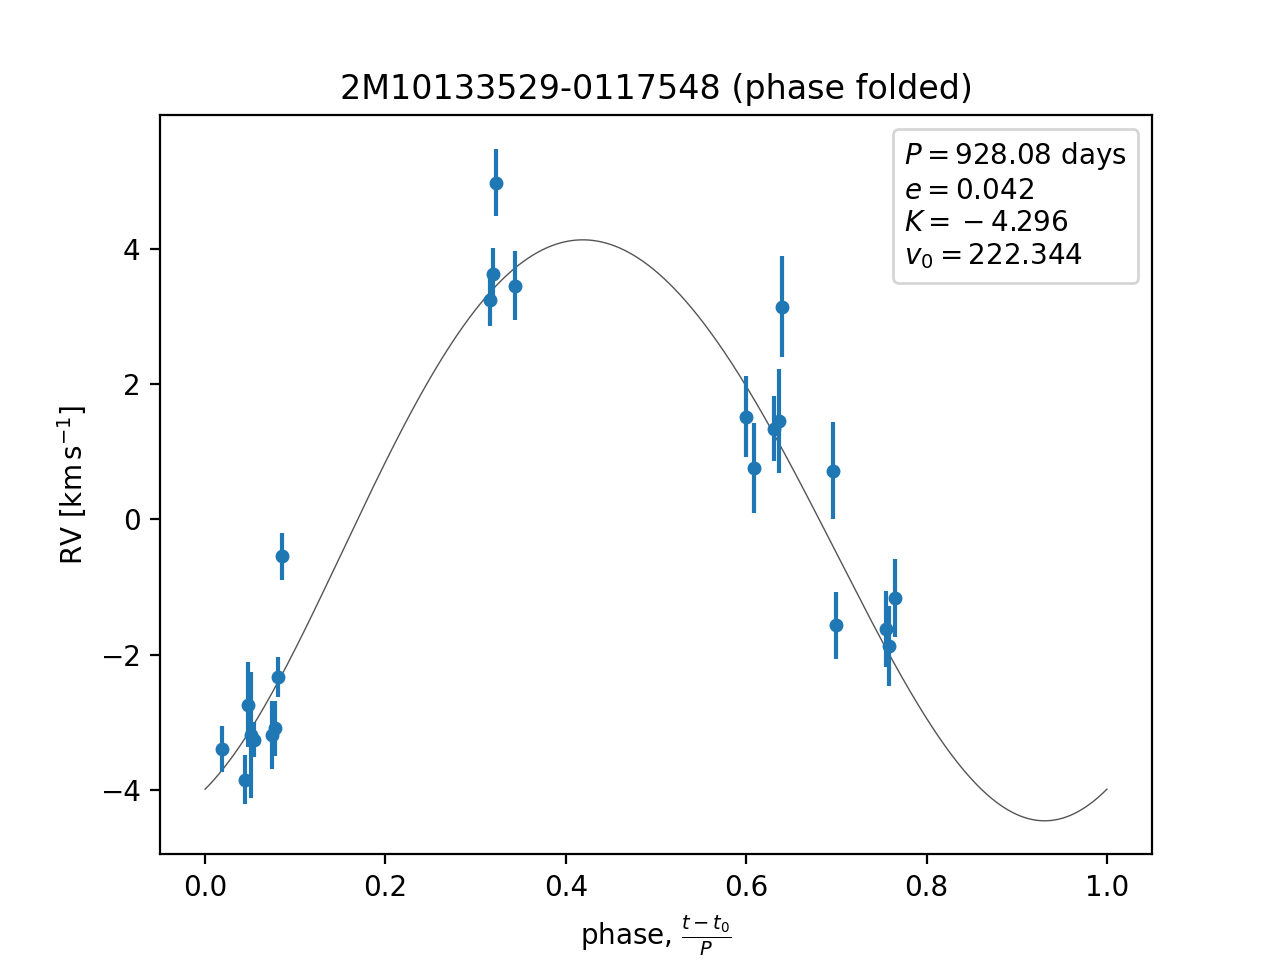 2M10133529-0117548 (phase folded)
P = 928.08 days
e = 0.042
K = −4.296
v₀ = 222.344
RV [km s⁻¹]
4
2
0
−2
−4
0.0 0.2 0.4 0.6 0.8 1.0
phase, (t − t₀)/P